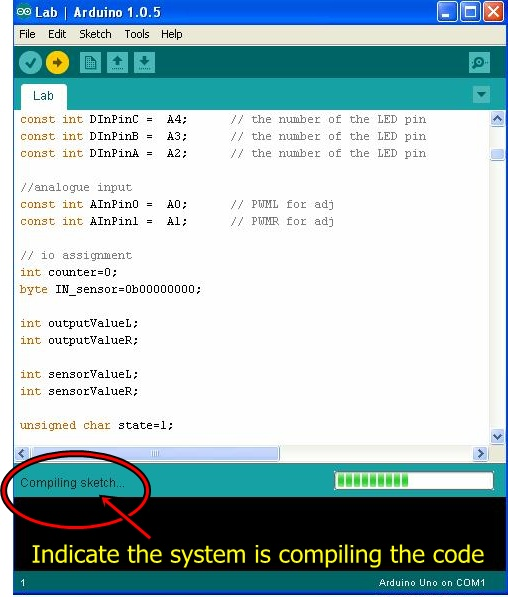 Lab | Arduino 1.0.5
File Edit Sketch Tools Help
Lab
const int DInPinC =  A4;      // the number of the LED pin
const int DInPinB =  A3;      // the number of the LED pin
const int DInPinA =  A2;      // the number of the LED pin
//analogue input
const int AInPin0 =  A0;      // PWML for adj
const int AInPin1 =  A1;      // PWMR for adj
// io assignment
int counter=0;
byte IN_sensor=0b00000000;
int outputValueL;
int outputValueR;
int sensorValueL;
int sensorValueR;
unsigned char state=1;
Compiling sketch...
Indicate the system is compiling the code
1 Arduino Uno on COM1